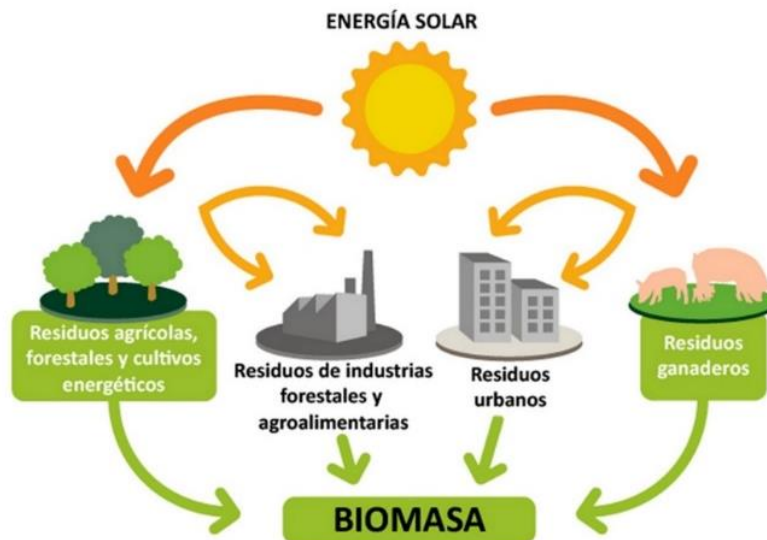 ENERGÍA SOLAR
Residuos agrícolas,
forestales y cultivos
energéticos
Residuos de industrias
forestales y
agroalimentarias
Residuos
urbanos
Residuos
ganaderos
BIOMASA